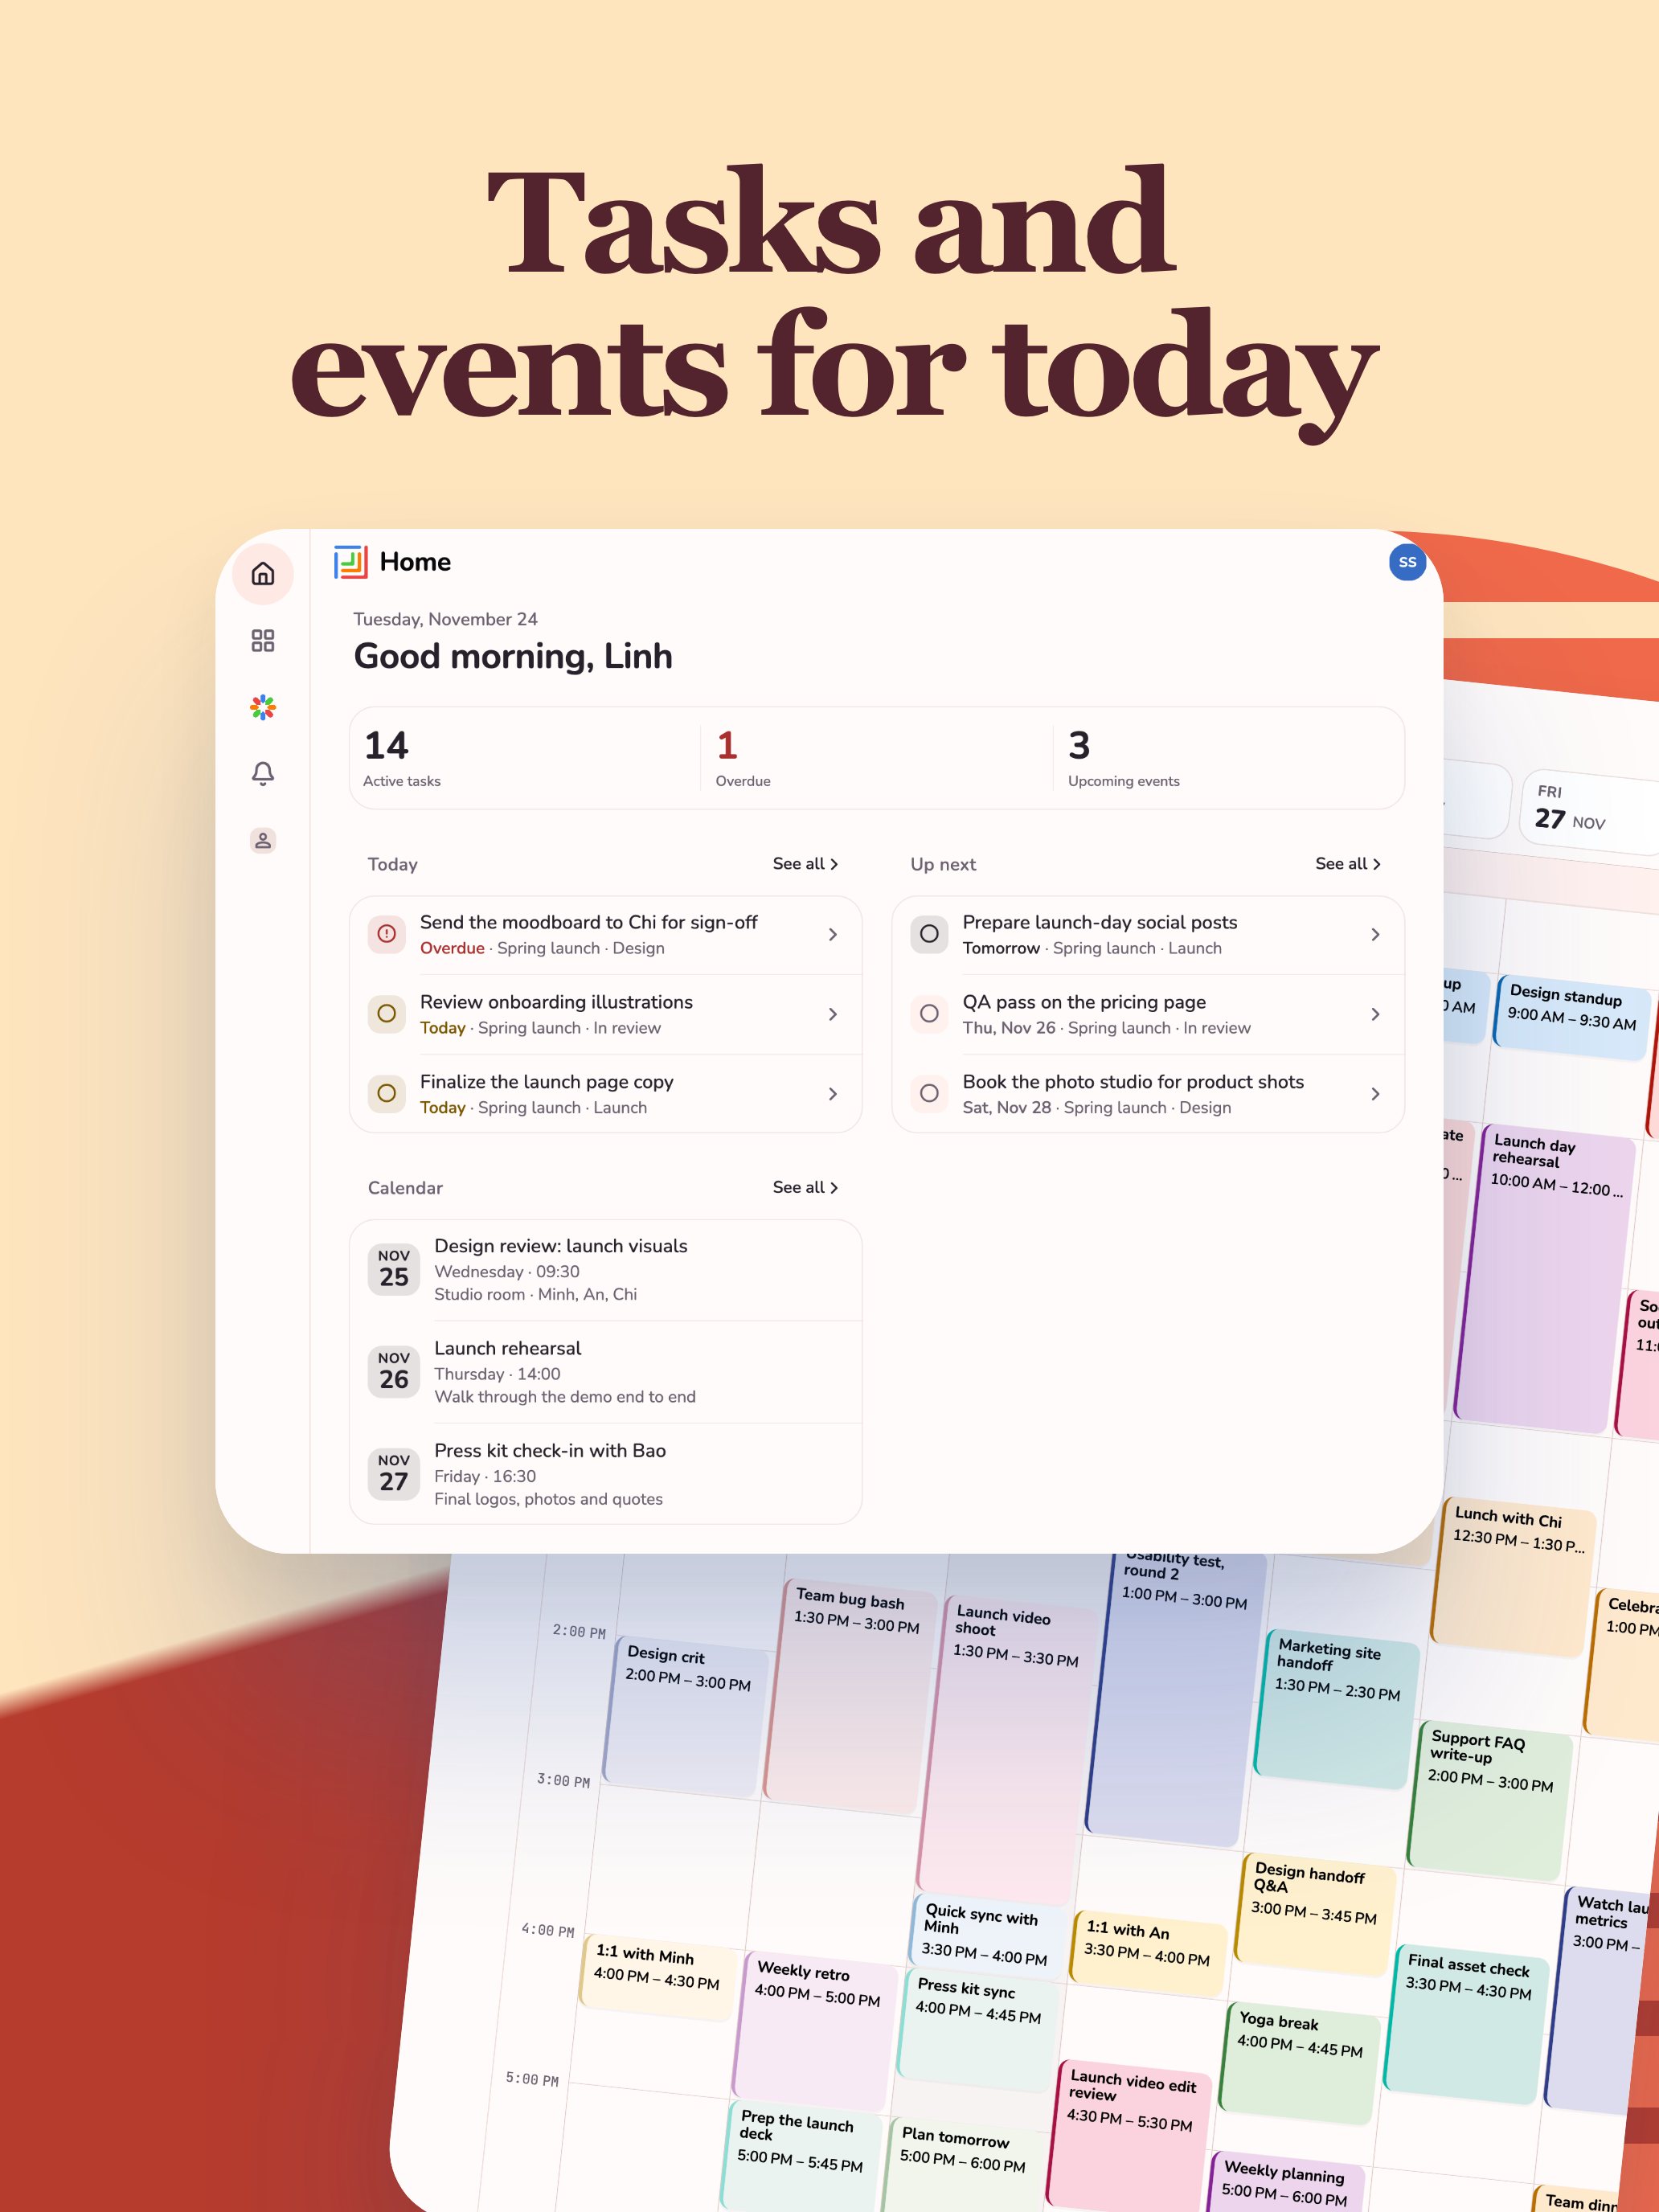 Tasks and
events for today
Home
SS
Tuesday, November 24
Good morning, Linh
14
Active tasks
1
Overdue
3
Upcoming events
Today
See all
Send the moodboard to Chi for sign-off
Overdue · Spring launch · Design
Review onboarding illustrations
Today · Spring launch · In review
Finalize the launch page copy
Today · Spring launch · Launch
Up next
See all
Prepare launch-day social posts
Tomorrow · Spring launch · Launch
QA pass on the pricing page
Thu, Nov 26 · Spring launch · In review
Book the photo studio for product shots
Sat, Nov 28 · Spring launch · Design
Calendar
See all
NOV
25
Design review: launch visuals
Wednesday · 09:30
Studio room · Minh, An, Chi
NOV
26
Launch rehearsal
Thursday · 14:00
Walk through the demo end to end
NOV
27
Press kit check-in with Bao
Friday · 16:30
Final logos, photos and quotes
FRI
27 NOV
Design standup
9:00 AM – 9:30 AM
Launch day
rehearsal
10:00 AM – 12:00 ...
Lunch with Chi
12:30 PM – 1:30 P...
Usability test,
round 2
1:00 PM – 3:00 PM
Team bug bash
1:30 PM – 3:00 PM
Launch video
shoot
1:30 PM – 3:30 PM
2:00 PM
Design crit
2:00 PM – 3:00 PM
Marketing site
handoff
1:30 PM – 2:30 PM
1:00 PM
Support FAQ
write-up
2:00 PM – 3:00 PM
3:00 PM
Design handoff
Q&A
3:00 PM – 3:45 PM
Watch
metrics
3:00 PM –
Quick sync with
Minh
3:30 PM – 4:00 PM
1:1 with An
3:30 PM – 4:00 PM
Final asset check
3:30 PM – 4:30 PM
4:00 PM
1:1 with Minh
4:00 PM – 4:30 PM
Weekly retro
4:00 PM – 5:00 PM
Press kit sync
4:00 PM – 4:45 PM
Yoga break
4:00 PM – 4:45 PM
Launch video edit
review
4:30 PM – 5:30 PM
5:00 PM
Prep the launch
deck
5:00 PM – 5:45 PM
Plan tomorrow
5:00 PM – 6:00 PM
Weekly planning
5:00 PM – 6:00 PM
Team